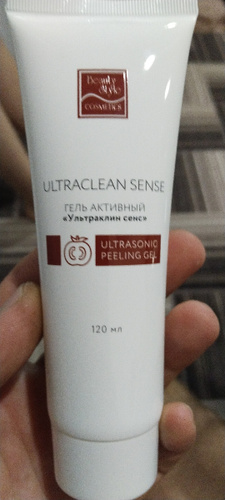 Beauty
Style
COSMETICS
ULTRACLEAN SENSE
ГЕЛЬ АКТИВНЫЙ
«Ультраклин сенс»
ULTRASONIC
PEELING GEL
120 мл